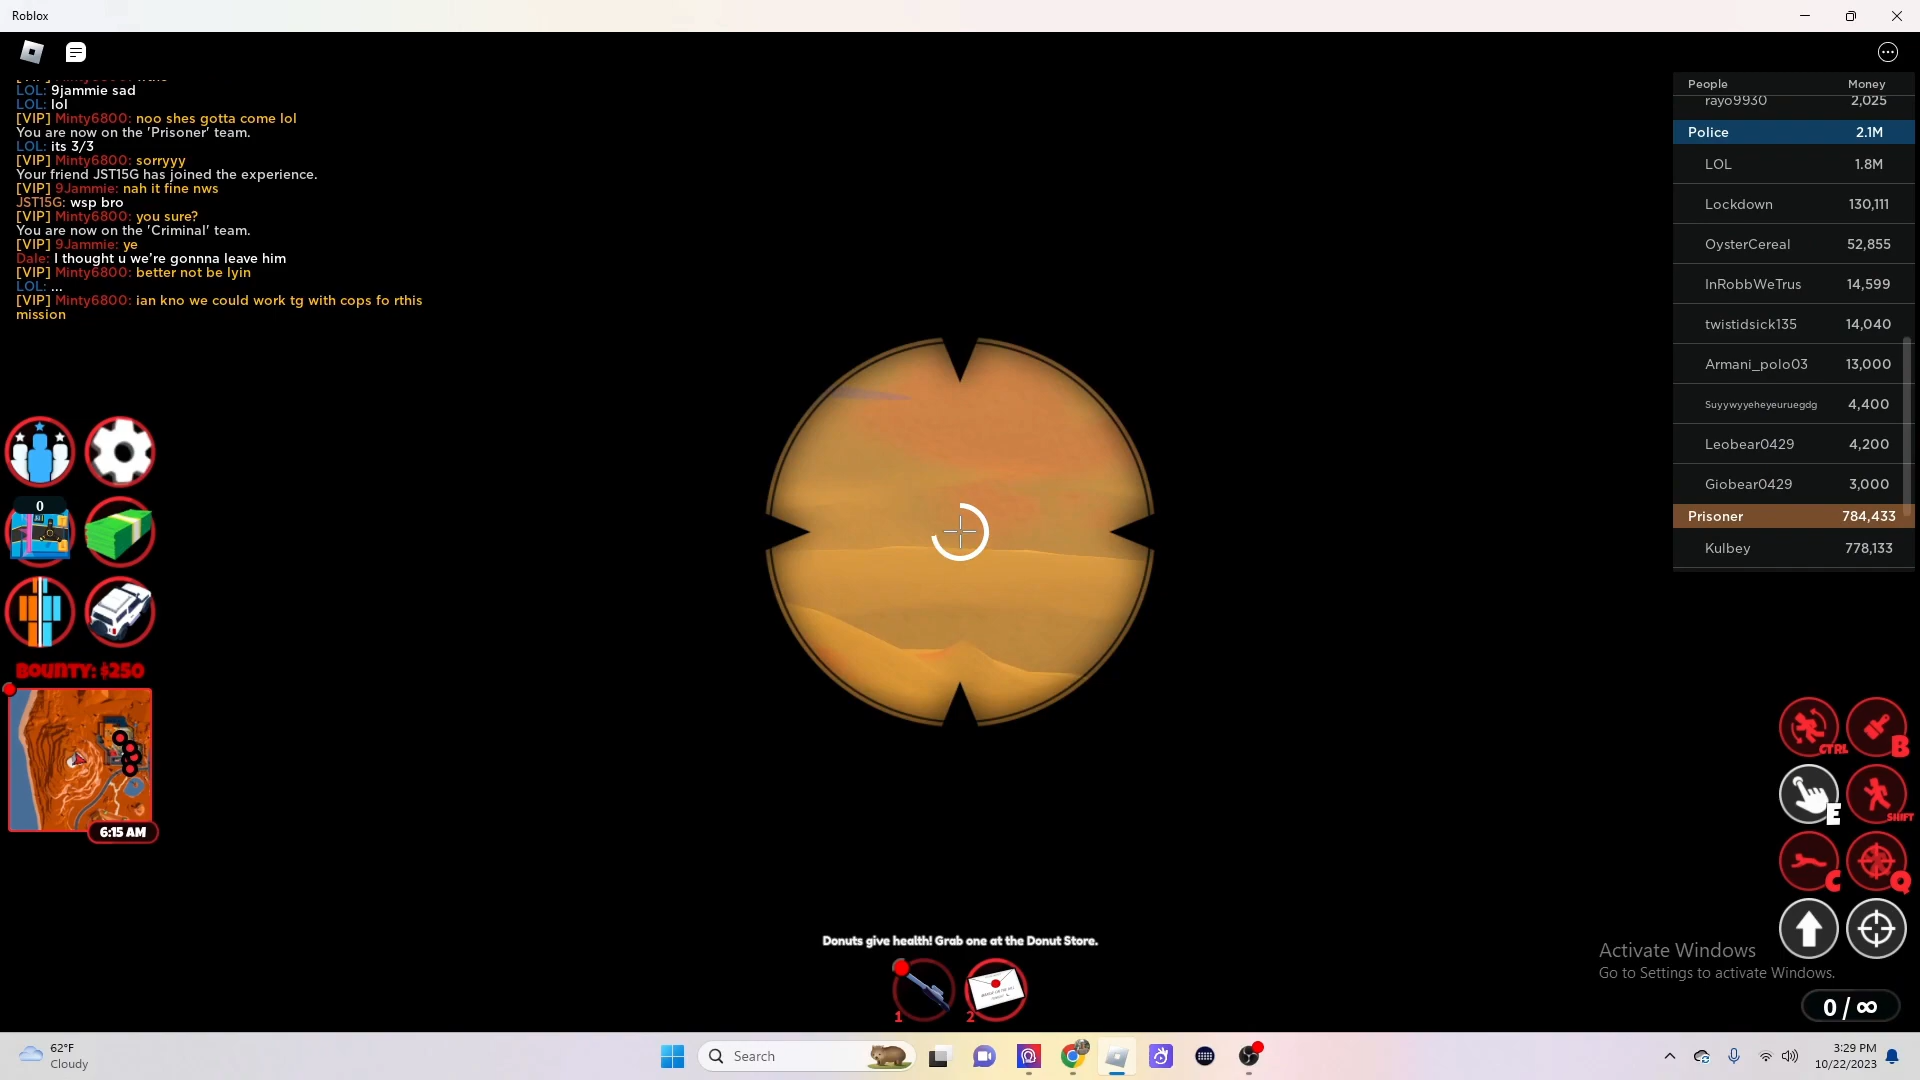 Roblox
LOL: 9jammie sad
LOL: lol
[VIP] Minty6800: noo shes gotta come lol
You are now on the 'Prisoner' team.
LOL: its 3/3
[VIP] Minty6800: sorryyy
Your friend JST15G has joined the experience.
[VIP] 9Jammie: nah it fine nws
JST15G: wsp bro
[VIP] Minty6800: you sure?
You are now on the 'Criminal' team.
[VIP] 9Jammie: ye
Dale: I thought u we're gonnna leave him
[VIP] Minty6800: better not be lyin
LOL: ...
[VIP] Minty6800: ian kno we could work tg with cops fo rthis
mission
People Money
rayo9930 2,025
Police 2.1M
LOL 1.8M
Lockdown 130,111
OysterCereal 52,855
InRobbWeTrus 14,599
twistidsick135 14,040
Armani_polo03 13,000
Suyywyyeheyeuruegdg 4,400
Leobear0429 4,200
Giobear0429 3,000
Prisoner 784,433
Kulbey 778,133
0
BOUNTY: $250
6:15 AM
CTRL B
E SHIFT
C Q
Donuts give health! Grab one at the Donut Store.
1 2
Activate Windows
Go to Settings to activate Windows.
0 / ∞
62°F
Cloudy
Search
3:29 PM
10/22/2023